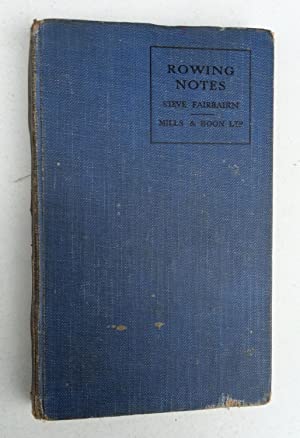 ROWING
NOTES
STEVE FAIRBAIRN
MILLS & BOON LTD